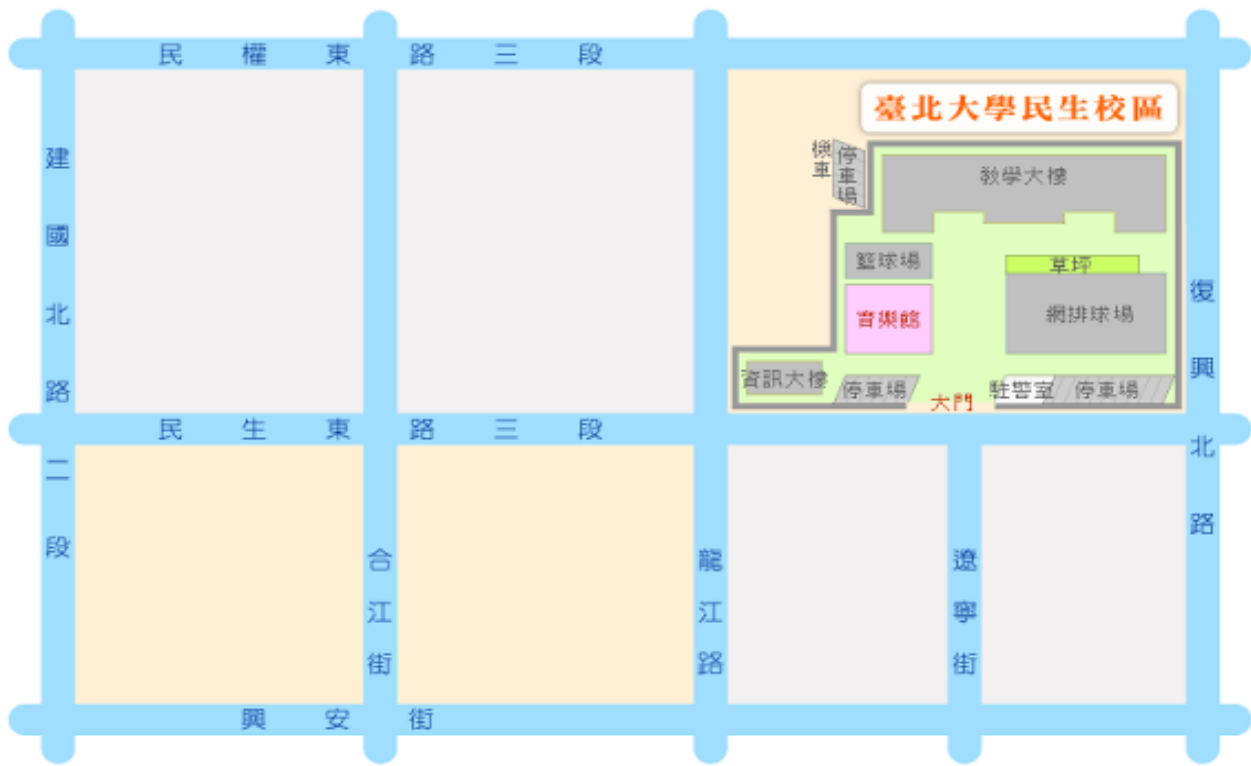 民權東路三段
臺北大學民生校區
機車
停車場
教學大樓
籃球場
草坪
音樂館
網排球場
資訊大樓
停車場
大門
駐警室
停車場
民生東路三段
建國北路二段
復興北路
合江街
龍江路
遼寧街
興安街